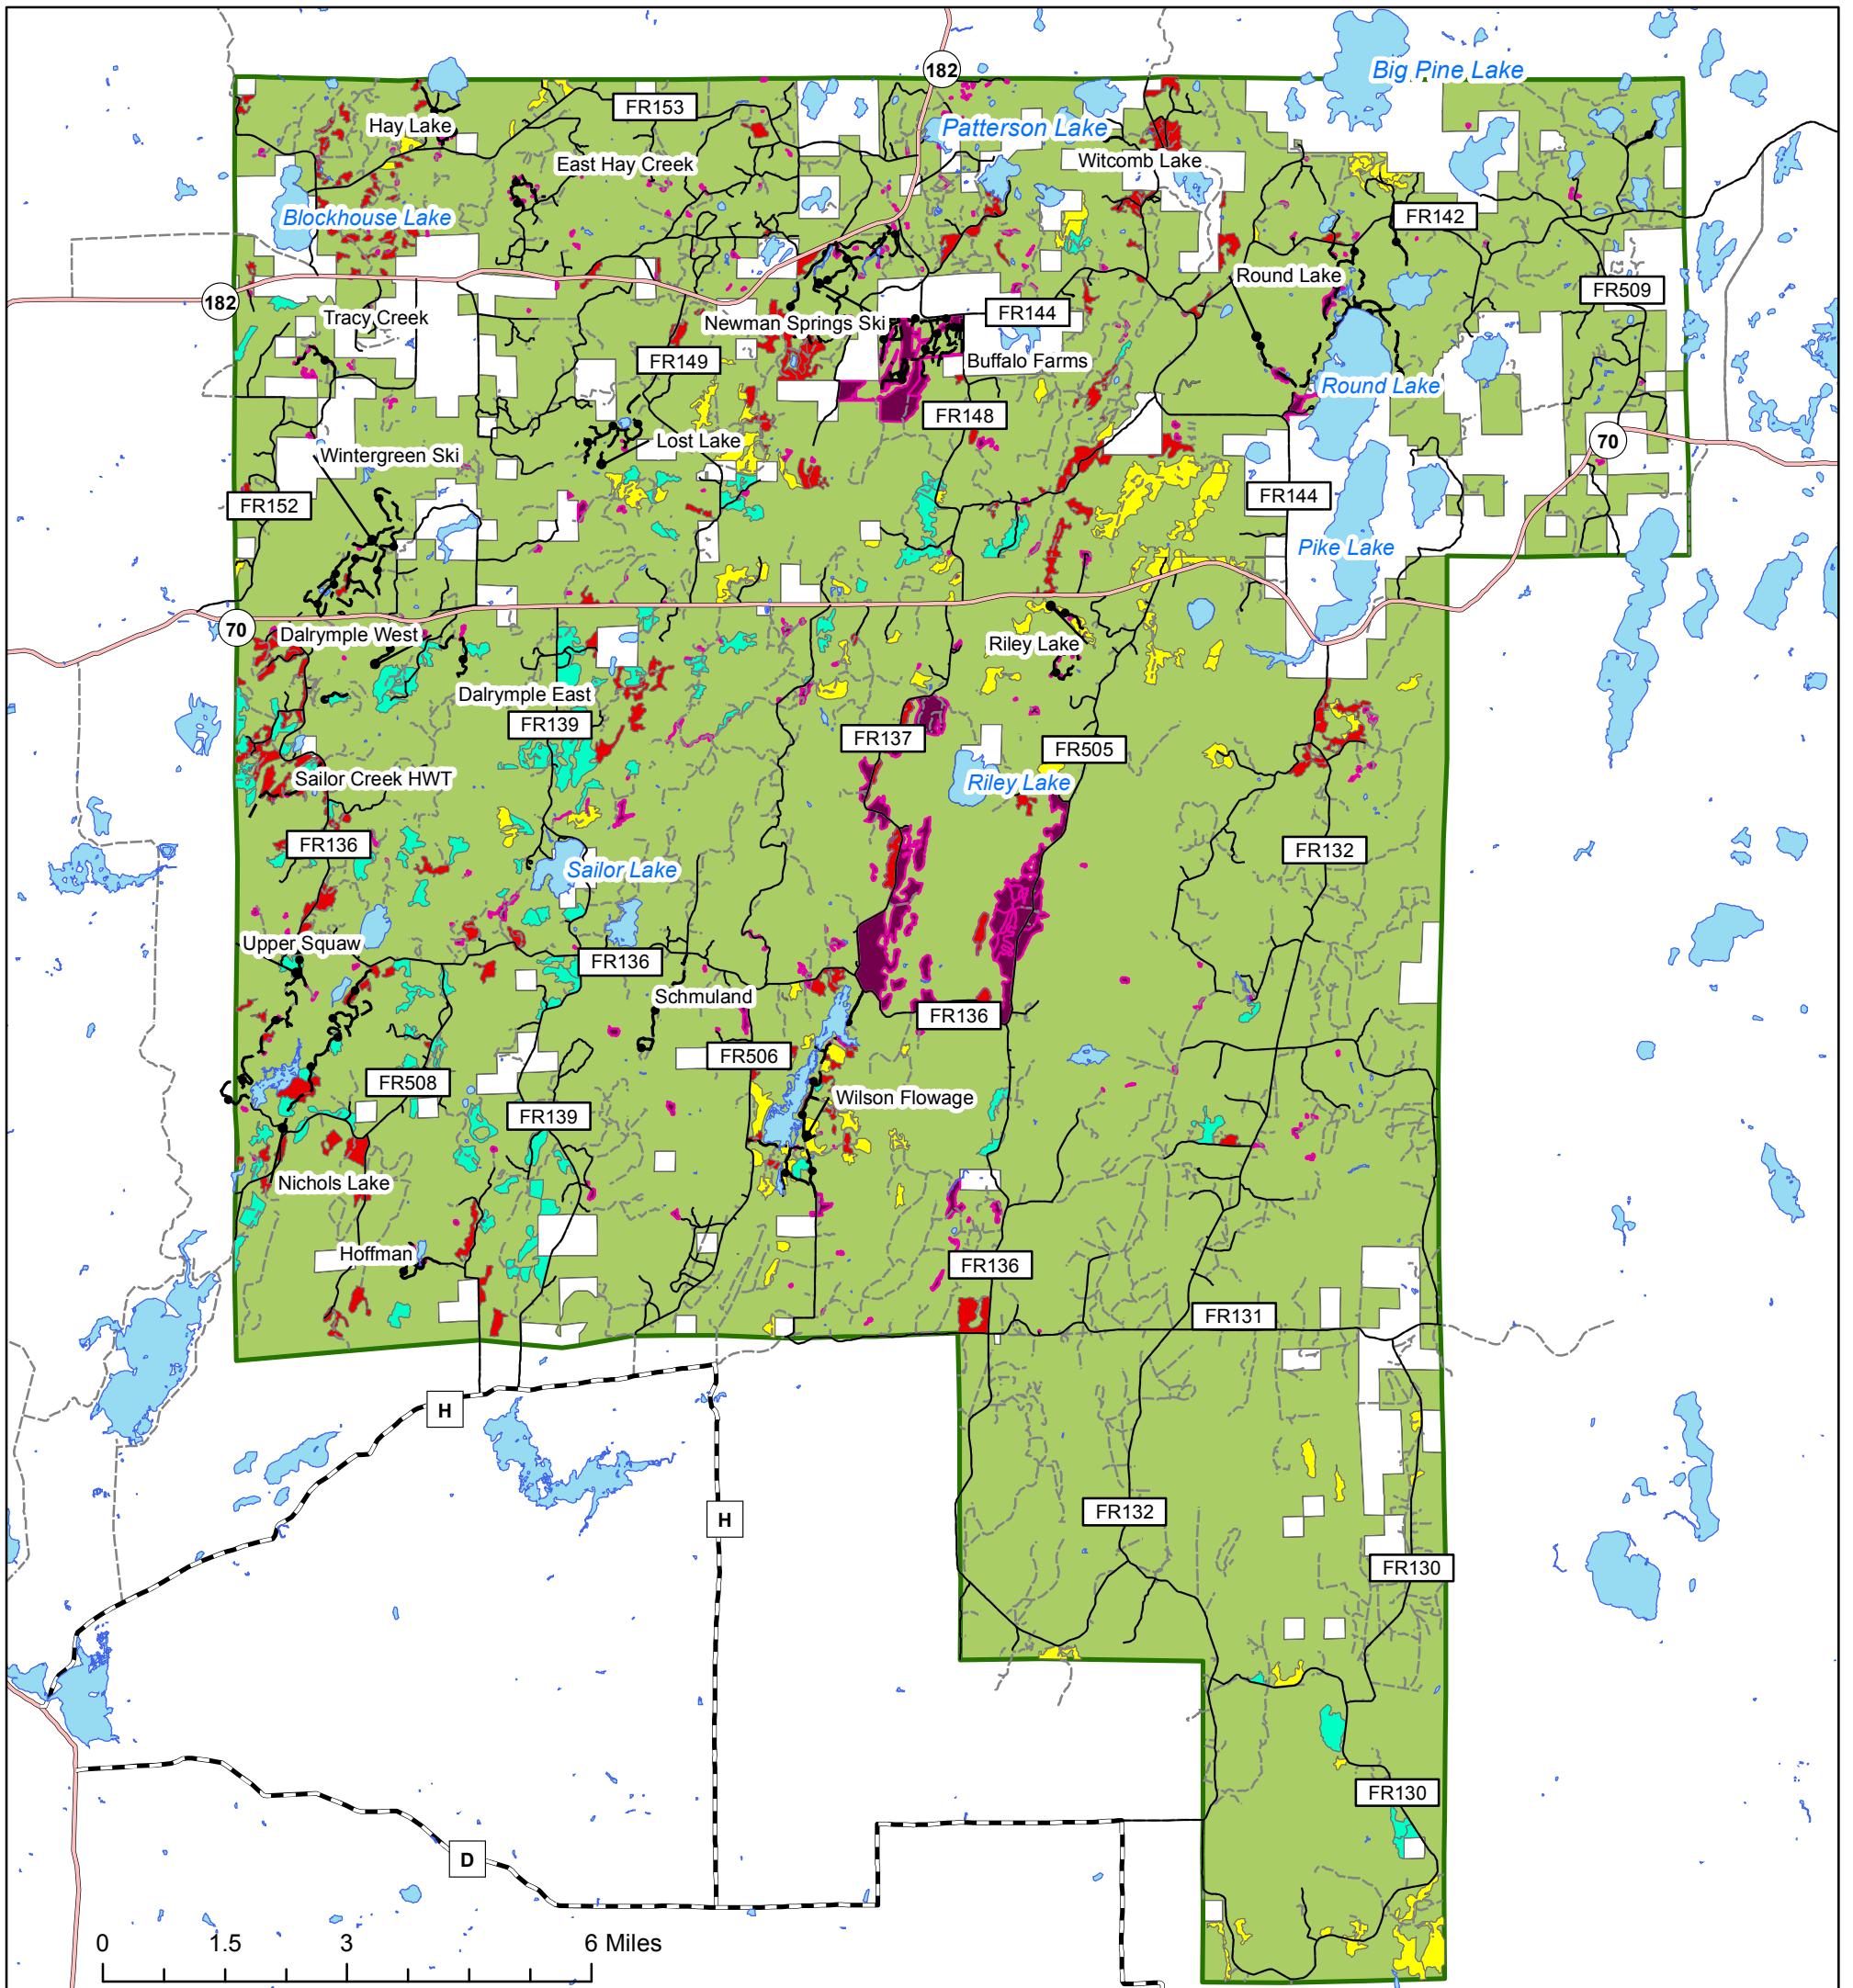 182
Big Pine Lake
FR153
Hay Lake
Patterson Lake
East Hay Creek
Witcomb Lake
Blockhouse Lake
FR142
Round Lake
FR509
182
Tracy Creek
FR144
Newman Springs Ski
FR149
Buffalo Farms
Round Lake
FR148
70
Lost Lake
Wintergreen Ski
FR144
FR152
Pike Lake
70
Dalrymple West
Riley Lake
Dalrymple East
FR139
FR137
FR505
Sailor Creek HWT
Riley Lake
FR136
FR132
Sailor Lake
Upper Squaw
FR136
Schmuland
FR136
FR506
FR508
Wilson Flowage
FR139
Nichols Lake
Hoffman
FR136
FR131
H
FR132
H
FR130
FR130
D
0 1.5 3 6 Miles